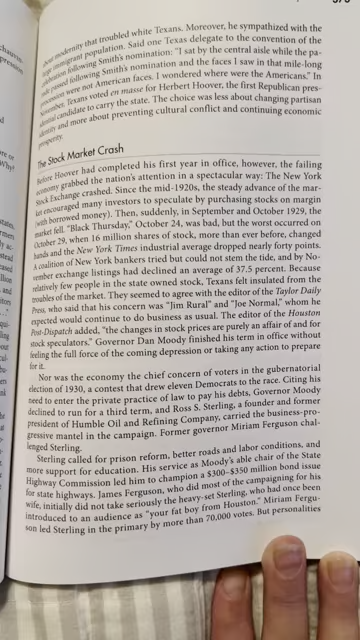 about modernity that troubled white Texans. Moreover, he sympathized with the
immigrant population. Said one Texas delegate to the convention of the
following Smith's nomination: "I sat by the central aisle while the pa-
rade passed following Smith's nomination and the faces I saw in that mile-long
procession were not American faces. I wondered where were the Americans." In
November, Texans voted en masse for Herbert Hoover, the first Republican pres-
idential candidate to carry the state. The choice was less about changing partisan
identity and more about preventing cultural conflict and continuing economic
prosperity.
The Stock Market Crash
Before Hoover had completed his first year in office, however, the failing
economy grabbed the nation's attention in a spectacular way: The New York
Stock Exchange crashed. Since the mid-1920s, the steady advance of the mar-
ket encouraged many investors to speculate by purchasing stocks on margin
(with borrowed money). Then, suddenly, in September and October 1929, the
market fell. "Black Thursday," October 24, was bad, but the worst occurred on
October 29, when 16 million shares of stock, more than ever before, changed
hands and the New York Times industrial average dropped nearly forty points.
A coalition of New York bankers tried but could not stem the tide, and by No-
vember exchange listings had declined an average of 37.5 percent. Because
relatively few people in the state owned stock, Texans felt insulated from the
troubles of the market. They seemed to agree with the editor of the Taylor Daily
Press, who said that his concern was "Jim Rural" and "Joe Normal," whom he
expected would continue to do business as usual. The editor of the Houston
Post-Dispatch added, "the changes in stock prices are purely an affair of and for
stock speculators." Governor Dan Moody finished his term in office without
feeling the full force of the coming depression or taking any action to prepare
for it.
Nor was the economy the chief concern of voters in the gubernatorial
election of 1930, a contest that drew eleven Democrats to the race. Citing his
need to enter the private practice of law to pay his debts, Governor Moody
declined to run for a third term, and Ross S. Sterling, a founder and former
president of Humble Oil and Refining Company, carried the business-pro-
gressive mantel in the campaign. Former governor Miriam Ferguson chal-
lenged Sterling.
Sterling called for prison reform, better roads and labor conditions, and
more support for education. His service as Moody's able chair of the State
Highway Commission led him to champion a $300–$350 million bond issue
for state highways. James Ferguson, who did most of the campaigning for his
wife, initially did not take seriously the heavy-set Sterling, who had once been
introduced to an audience as "your fat boy from Houston." Miriam Fergu-
son led Sterling in the primary by more than 70,000 votes. But personalities